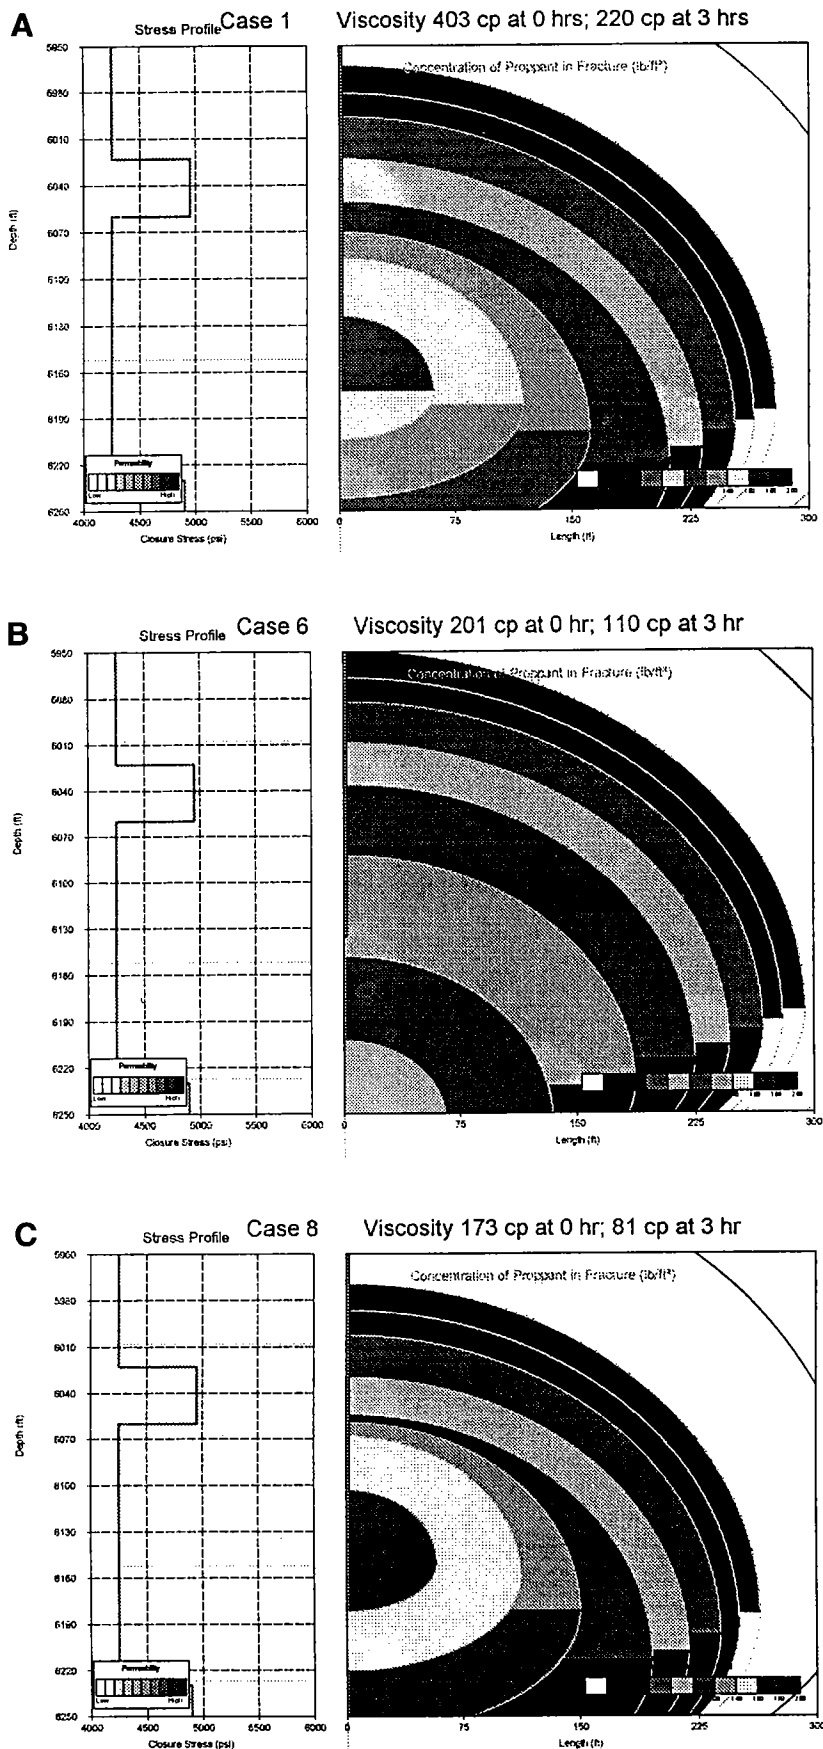 A
Stress Profile Case 1 Viscosity 403 cp at 0 hrs; 220 cp at 3 hrs
Concentration of Proppant in Fracture (lb/ft²)
5950
5980
6010
6040
6070
6100
6130
6160
6190
6220
6250
Depth (ft)
Permeability
Low High
4000 4500 5000 5500 6000
Closure Stress (psi)
0 75 150 225 300
Length (ft)
B
Stress Profile Case 6 Viscosity 201 cp at 0 hr; 110 cp at 3 hr
Concentration of Proppant in Fracture (lb/ft²)
5950
5980
6010
6040
6070
6100
6130
6160
6190
6220
6250
Depth (ft)
Permeability
Low High
4000 4500 5000 5500 6000
Closure Stress (psi)
0 75 150 225 300
Length (ft)
C
Stress Profile Case 8 Viscosity 173 cp at 0 hr; 81 cp at 3 hr
Concentration of Proppant in Fracture (lb/ft²)
5950
5980
6010
6040
6070
6100
6130
6160
6190
6220
6250
Depth (ft)
Permeability
Low High
4000 4500 5000 5500 6000
Closure Stress (psi)
0 75 150 225 300
Length (ft)